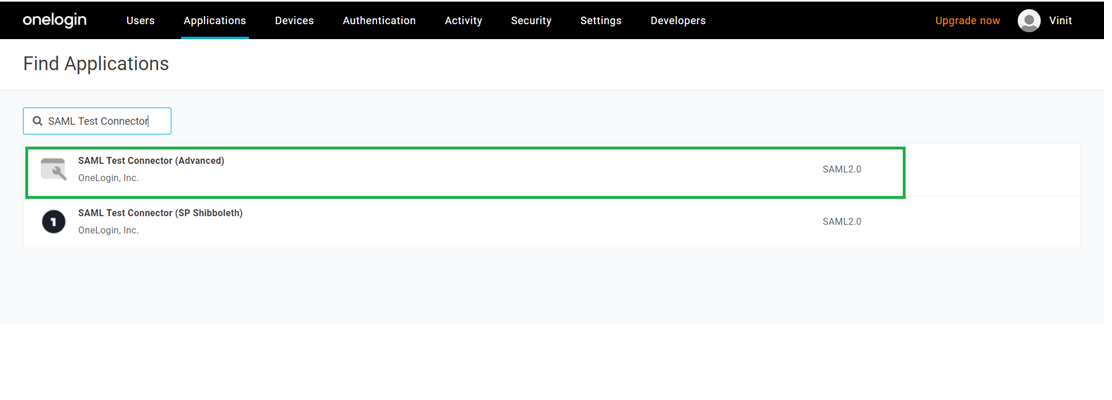 onelogin Users Applications Devices Authentication Activity Security Settings Developers Upgrade now Vinit
Find Applications
SAML Test Connector
SAML Test Connector (Advanced)
OneLogin, Inc.
SAML2.0
1
SAML Test Connector (SP Shibboleth)
OneLogin, Inc.
SAML2.0